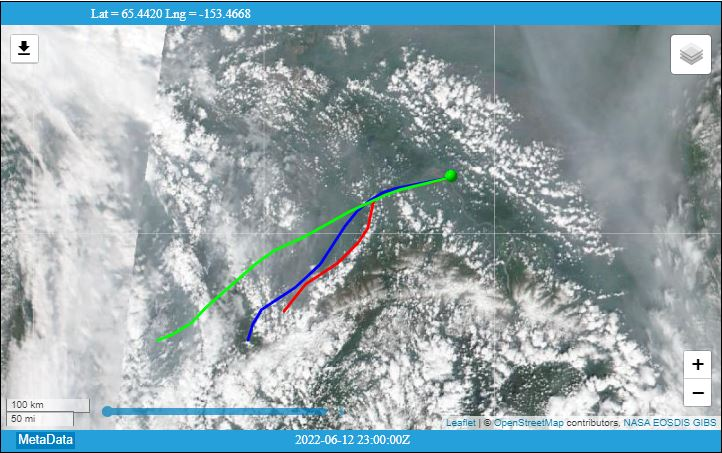 Lat = 65.4420 Lng = -153.4668
+
−
100 km
50 mi
Leaflet | © OpenStreetMap contributors, NASA EOSDIS GIBS
MetaData
2022-06-12 23:00:00Z